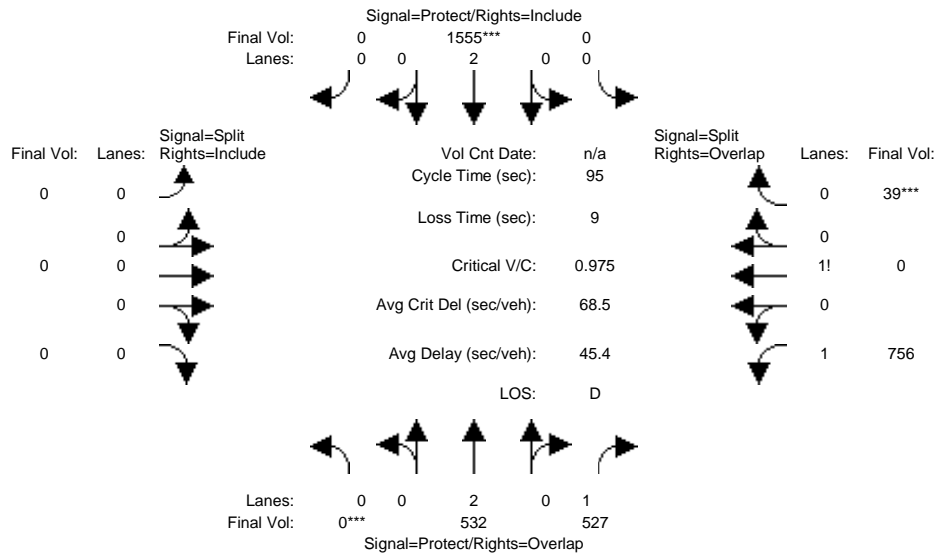 Signal=Protect/Rights=Include
Final Vol: 0 1555*** 0
Lanes: 0 0 2 0 0
Signal=Split
Final Vol: Lanes: Rights=Include
Vol Cnt Date: n/a
Signal=Split
Rights=Overlap Lanes: Final Vol:
Cycle Time (sec): 95
0 0
0 39***
Loss Time (sec): 9
0
0
0 0
Critical V/C: 0.975
1! 0
0
Avg Crit Del (sec/veh): 68.5
0
0 0
Avg Delay (sec/veh): 45.4
1 756
LOS: D
Lanes: 0 0 2 0 1
Final Vol: 0*** 532 527
Signal=Protect/Rights=Overlap